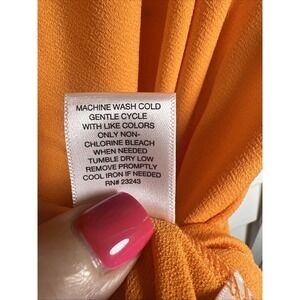 MACHINE WASH COLD
GENTLE CYCLE
WITH LIKE COLORS
ONLY NON-
CHLORINE BLEACH
WHEN NEEDED
TUMBLE DRY LOW
REMOVE PROMPTLY
COOL IRON IF NEEDED
RN# 23243